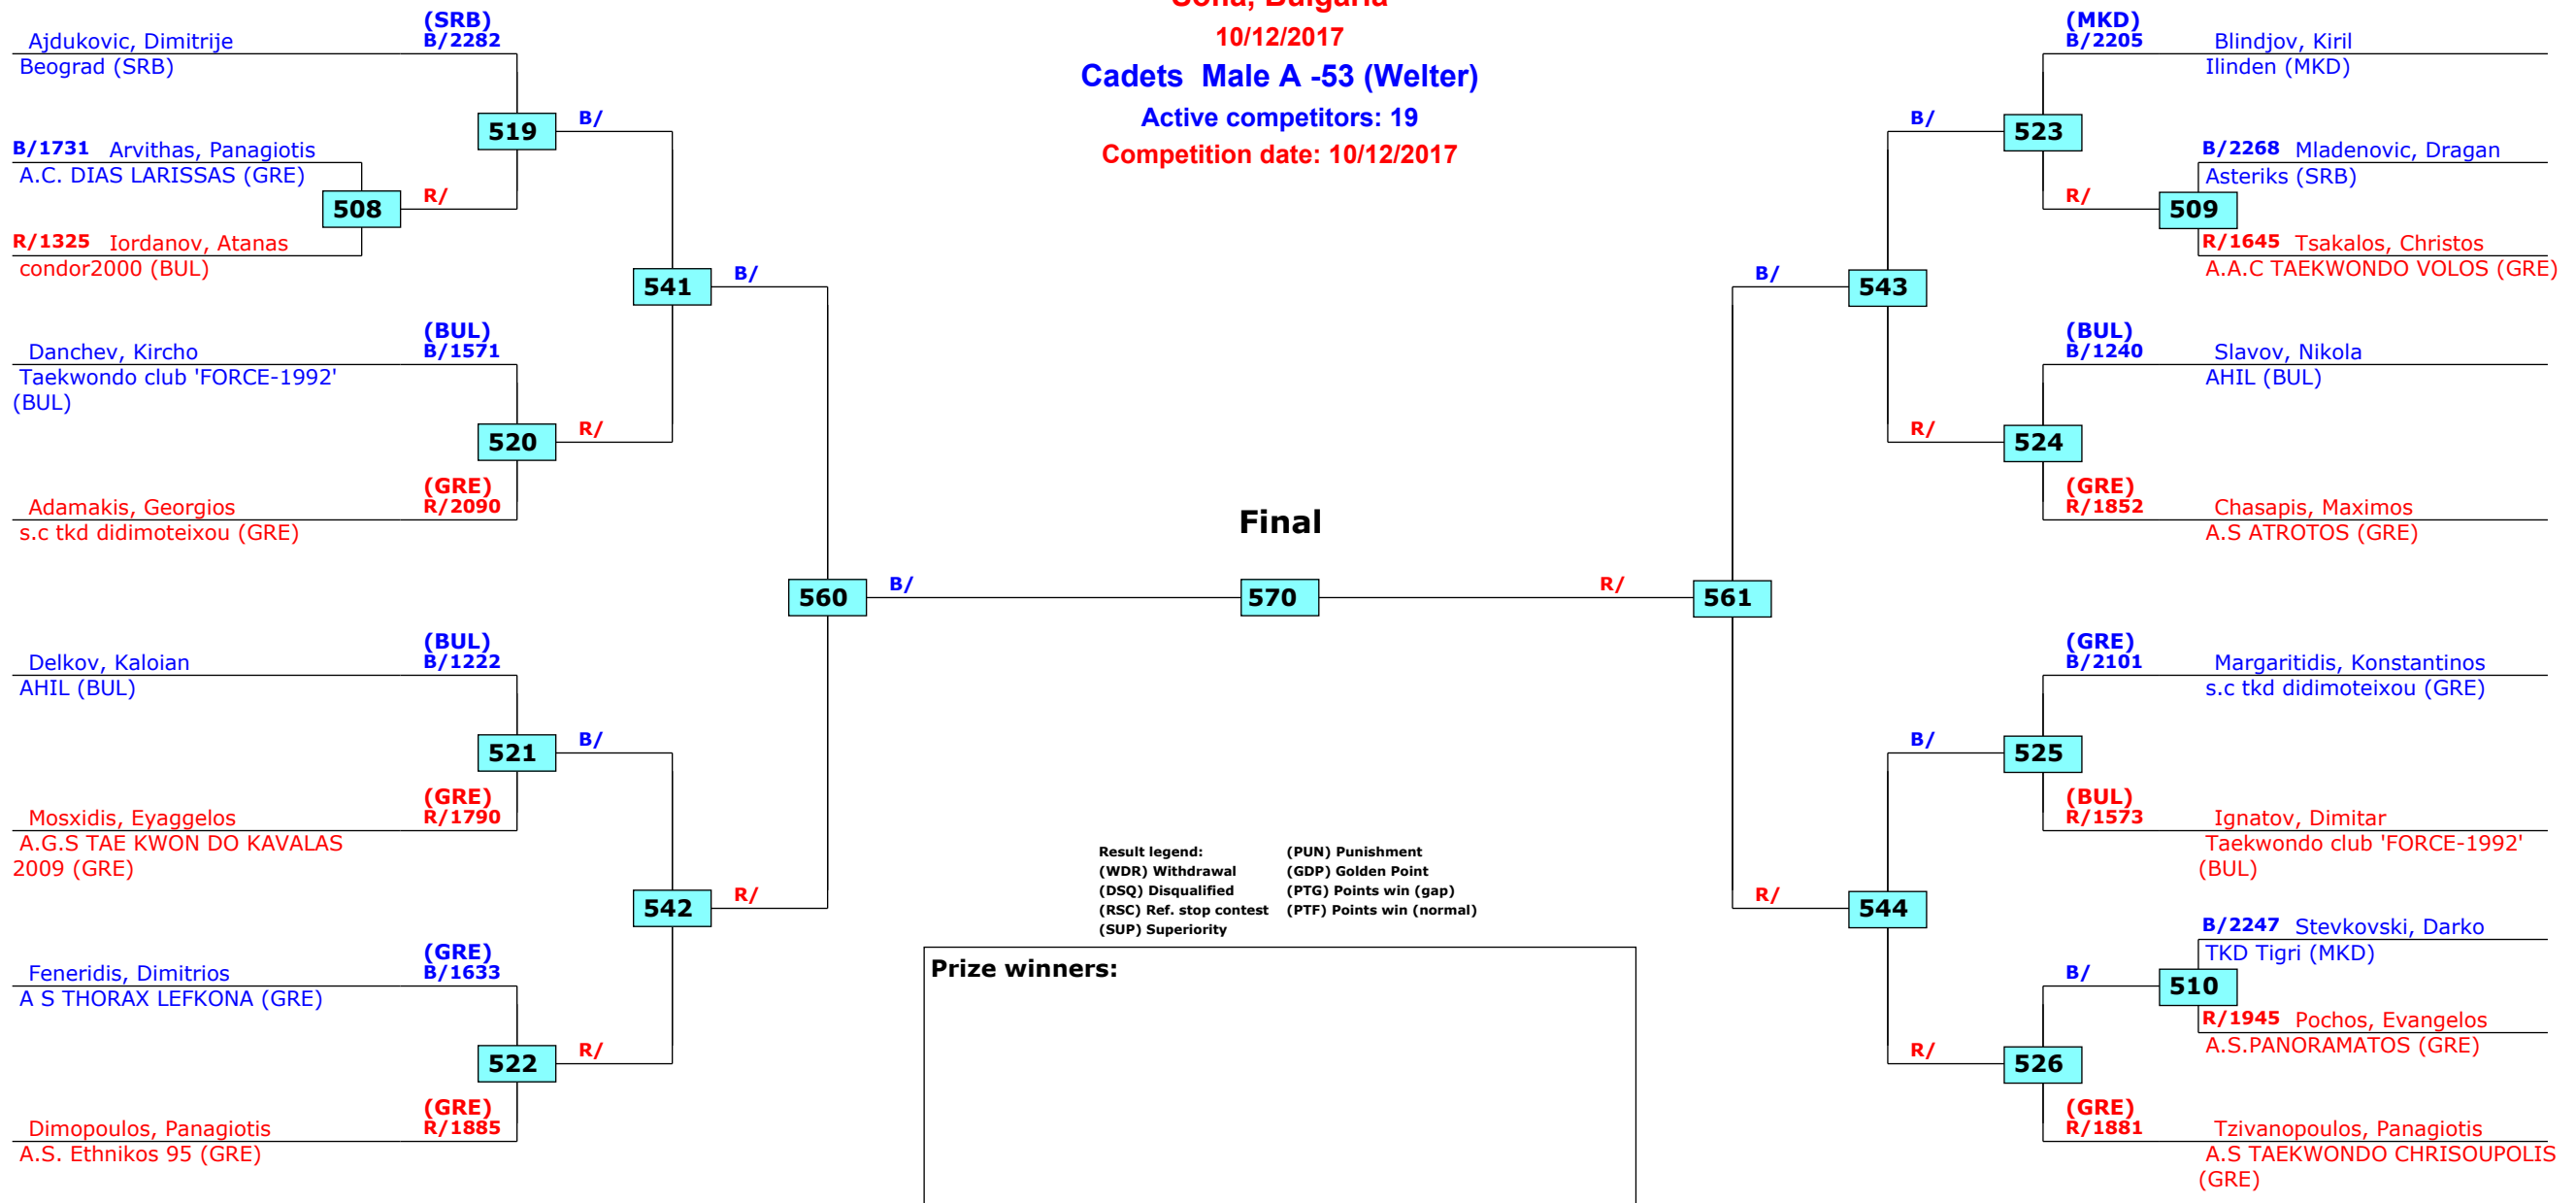 Sofia, Bulgaria
10/12/2017
Cadets Male A -53 (Welter)
Active competitors: 19
Competition date: 10/12/2017
(SRB)
Ajdukovic, Dimitrije B/2282
Beograd (SRB)
519
B/
B/1731 Arvithas, Panagiotis
A.C. DIAS LARISSAS (GRE)
508
R/
R/1325 Iordanov, Atanas
condor2000 (BUL)
541
B/
(BUL)
Danchev, Kircho B/1571
Taekwondo club 'FORCE-1992'
(BUL)
520
R/
(GRE)
Adamakis, Georgios R/2090
s.c tkd didimoteixou (GRE)
560
B/
(BUL)
Delkov, Kaloian B/1222
AHIL (BUL)
521
B/
(GRE)
Mosxidis, Eyaggelos R/1790
A.G.S TAE KWON DO KAVALAS
2009 (GRE)
542
R/
(GRE)
Feneridis, Dimitrios B/1633
A S THORAX LEFKONA (GRE)
522
R/
(GRE)
Dimopoulos, Panagiotis R/1885
A.S. Ethnikos 95 (GRE)
Final
570
R/
561
(MKD)
B/2205 Blindjov, Kiril
Ilinden (MKD)
B/
523
B/2268 Mladenovic, Dragan
Asteriks (SRB)
R/
509
R/1645 Tsakalos, Christos
A.A.C TAEKWONDO VOLOS (GRE)
B/
543
(BUL)
B/1240 Slavov, Nikola
AHIL (BUL)
R/
524
(GRE)
R/1852 Chasapis, Maximos
A.S ATROTOS (GRE)
(GRE)
B/2101 Margaritidis, Konstantinos
s.c tkd didimoteixou (GRE)
B/
525
(BUL)
R/1573 Ignatov, Dimitar
Taekwondo club 'FORCE-1992'
(BUL)
R/
544
B/2247 Stevkovski, Darko
TKD Tigri (MKD)
B/
510
R/1945 Pochos, Evangelos
A.S.PANORAMATOS (GRE)
R/
526
(GRE)
R/1881 Tzivanopoulos, Panagiotis
A.S TAEKWONDO CHRISOUPOLIS
(GRE)
Result legend: (PUN) Punishment
(WDR) Withdrawal (GDP) Golden Point
(DSQ) Disqualified (PTG) Points win (gap)
(RSC) Ref. stop contest (PTF) Points win (normal)
(SUP) Superiority
Prize winners: